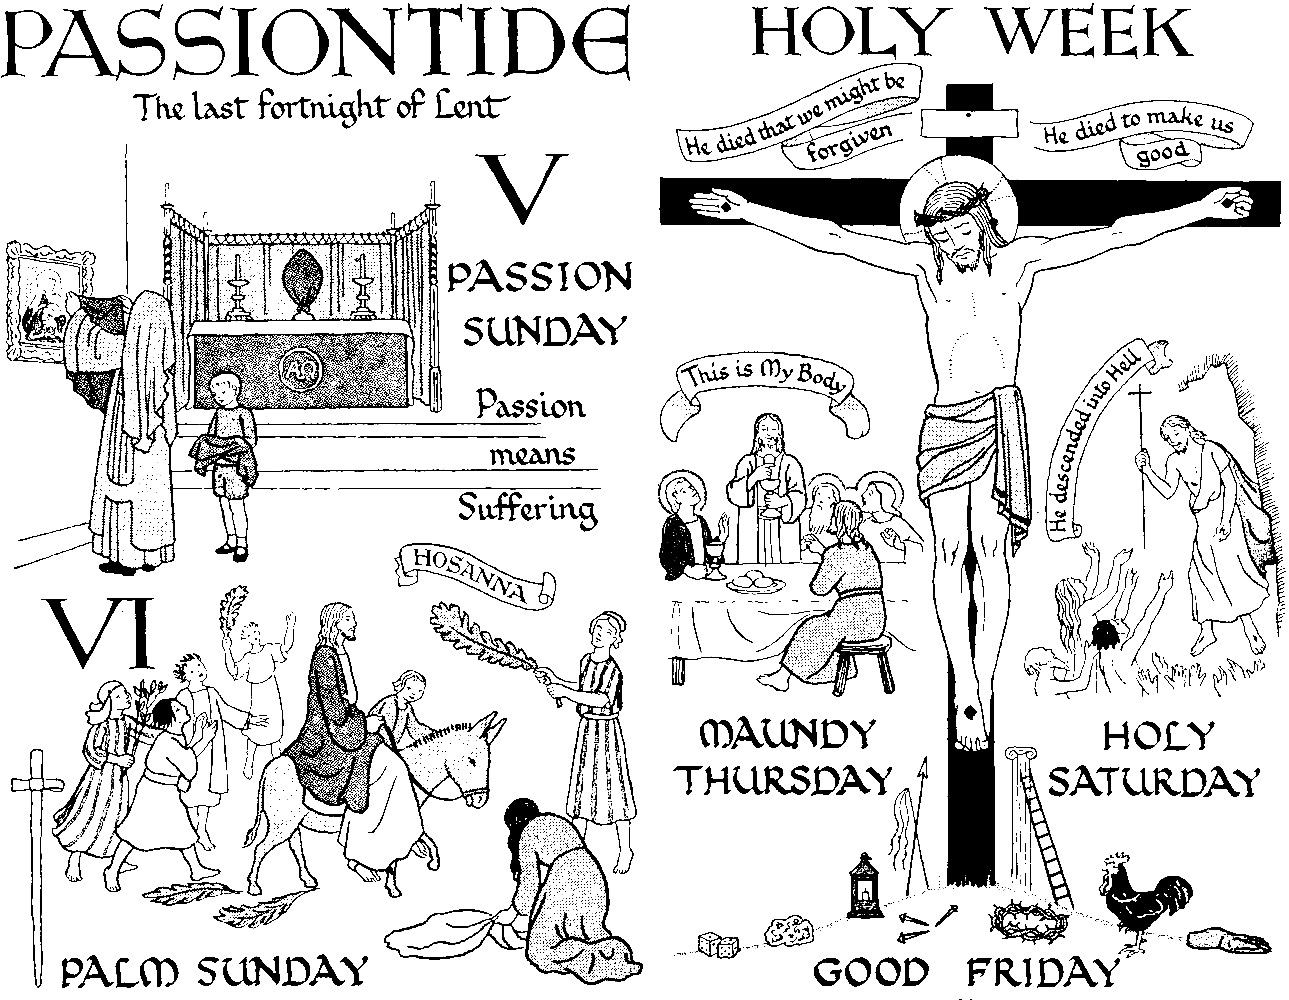 PASSIONTIDE
The last fortnight of Lent
V
PASSION
SUNDAY
Passion
means
Suffering
AΩ
VI
HOSANNA
PALM SUNDAY
HOLY WEEK
He died that we might be
forgiven
He died to make us
good
This is My Body
He descended into Hell
MAUNDY
THURSDAY
HOLY
SATURDAY
GOOD FRIDAY